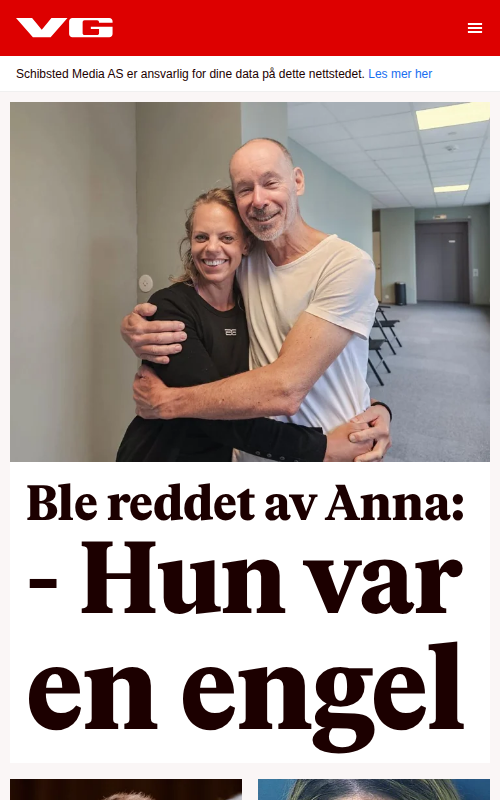 VG
Schibsted Media AS er ansvarlig for dine data på dette nettstedet. Les mer her
Ble reddet av Anna:
- Hun var
en engel